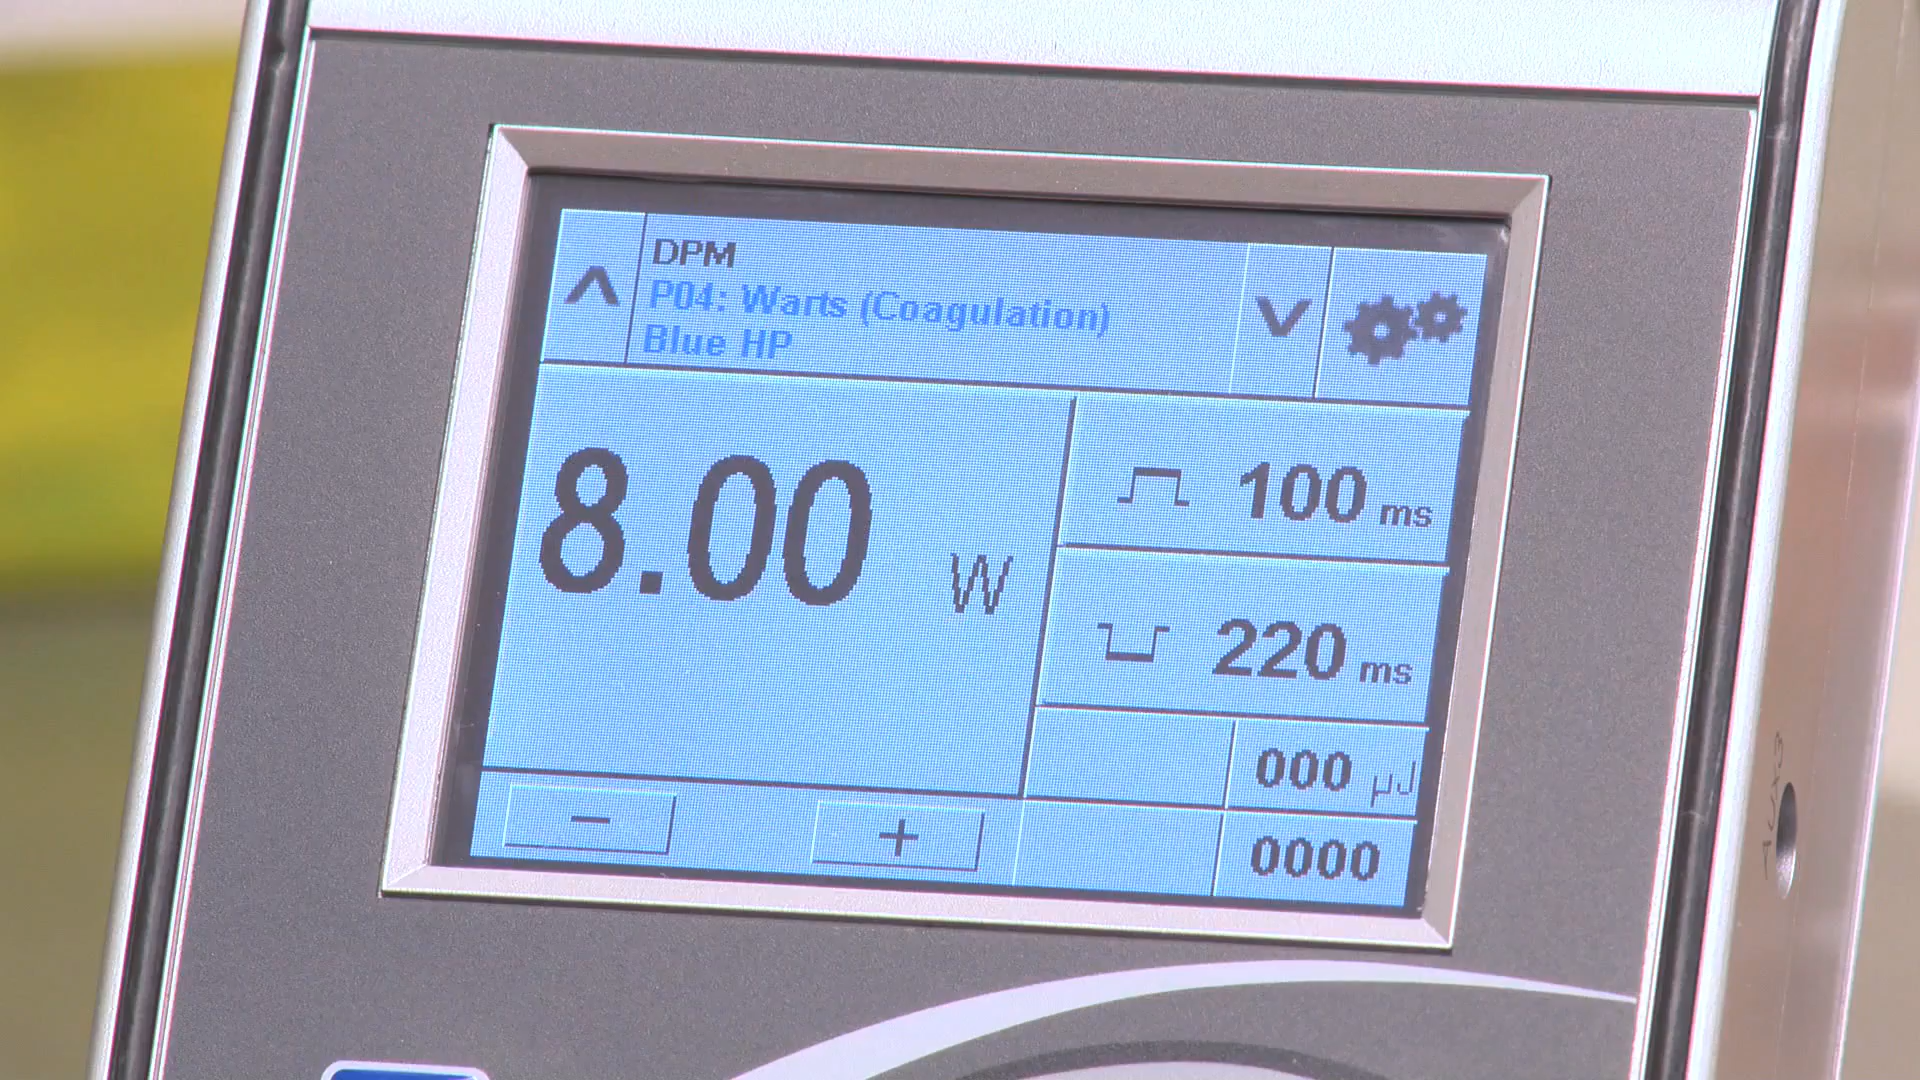 DPM
P04: Warts (Coagulation)
Blue HP
8.00 W
100 ms
220 ms
000 µJ
0000
− +